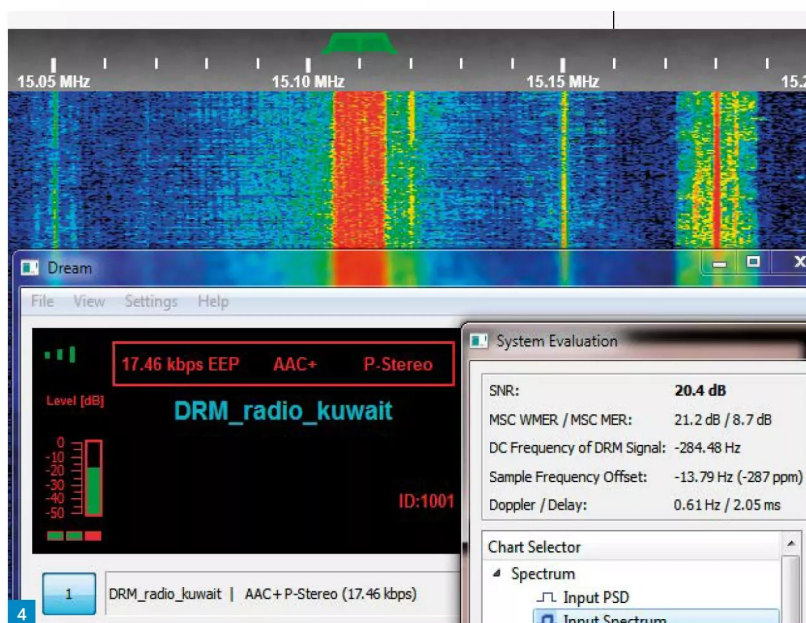 15.05 MHz 15.10 MHz 15.15 MHz 15.2
Dream
File View Settings Help
17.46 kbps EEP AAC+ P-Stereo
Level [dB]
DRM_radio_kuwait
0
-10
-20
-30
-40
-50
ID:1001
1 DRM_radio_kuwait | AAC+ P-Stereo (17.46 kbps)
System Evaluation
SNR: 20.4 dB
MSC WMER / MSC MER: 21.2 dB / 8.7 dB
DC Frequency of DRM Signal: -284.48 Hz
Sample Frequency Offset: -13.79 Hz (-287 ppm)
Doppler / Delay: 0.61 Hz / 2.05 ms
Chart Selector
Spectrum
Input PSD
Input Spectrum
4